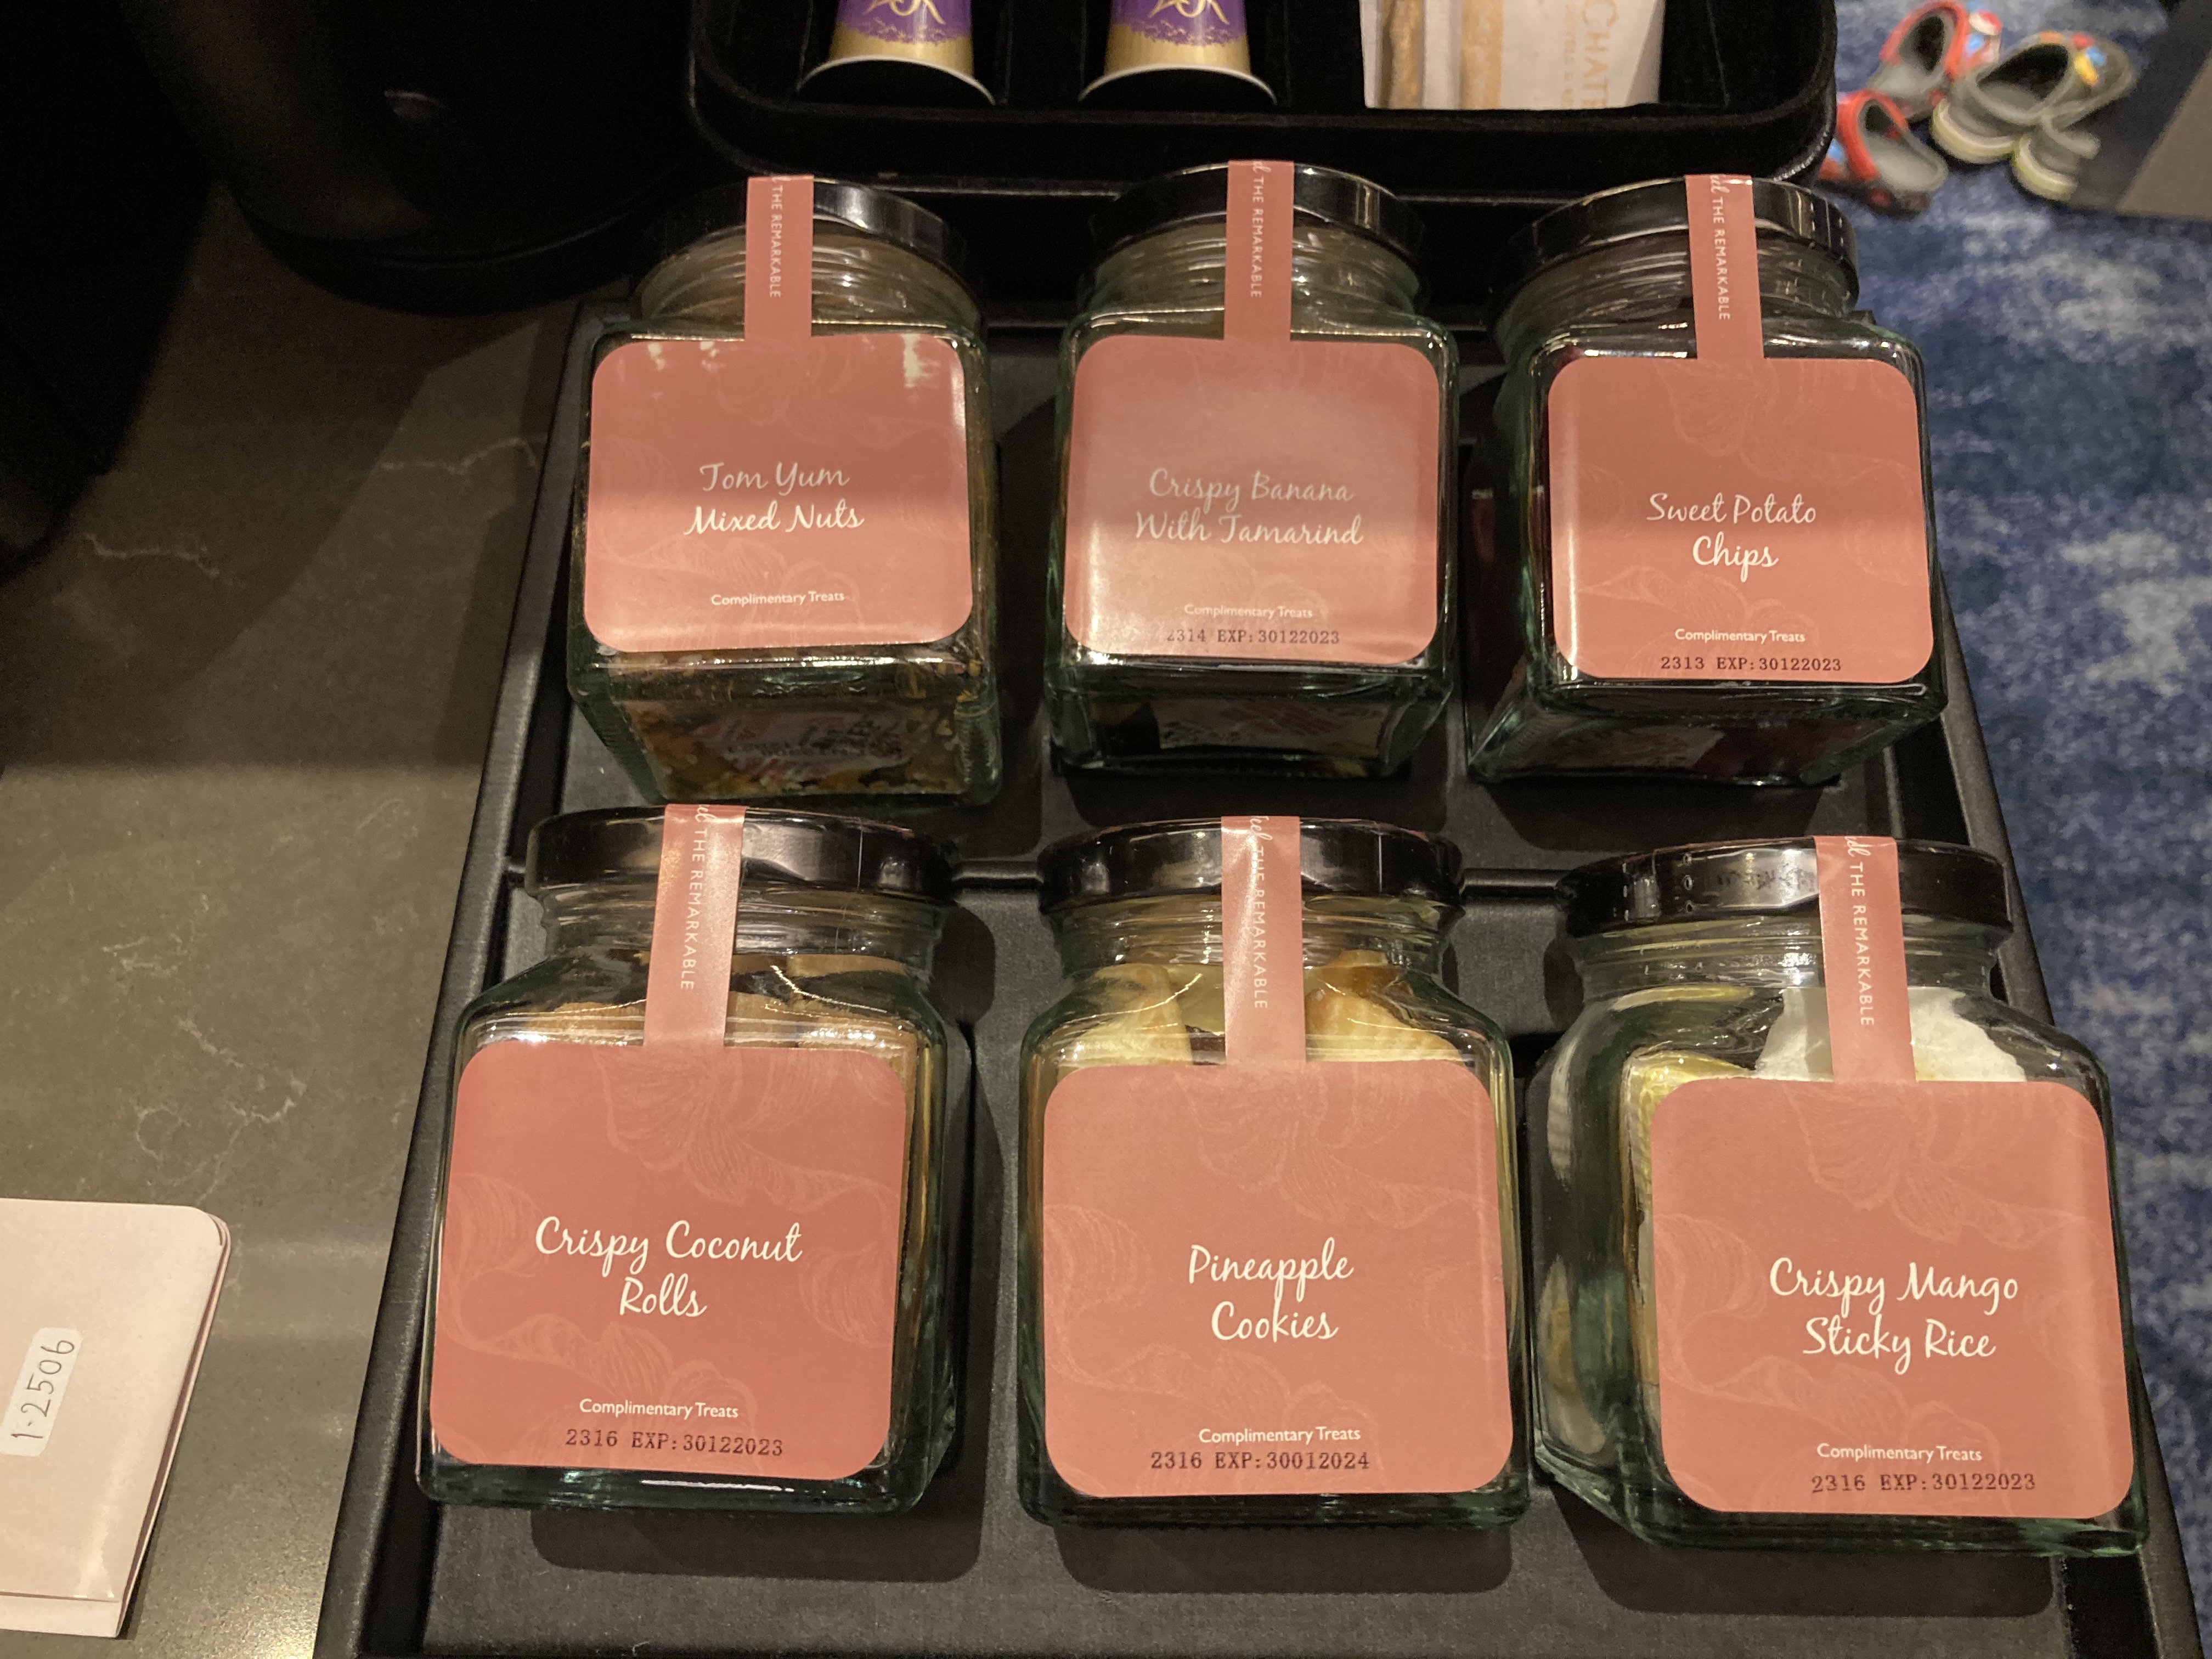 THE REMARKABLE
Tom Yum
Mixed Nuts
Complimentary Treats
THE REMARKABLE
Crispy Banana
With Tamarind
Complimentary Treats
2314 EXP:30122023
THE REMARKABLE
Sweet Potato
Chips
Complimentary Treats
2313 EXP:30122023
THE REMARKABLE
Crispy Coconut
Rolls
Complimentary Treats
2316 EXP:30122023
THE REMARKABLE
Pineapple
Cookies
Complimentary Treats
2316 EXP:30012024
THE REMARKABLE
Crispy Mango
Sticky Rice
Complimentary Treats
2316 EXP:30122023
1-2506